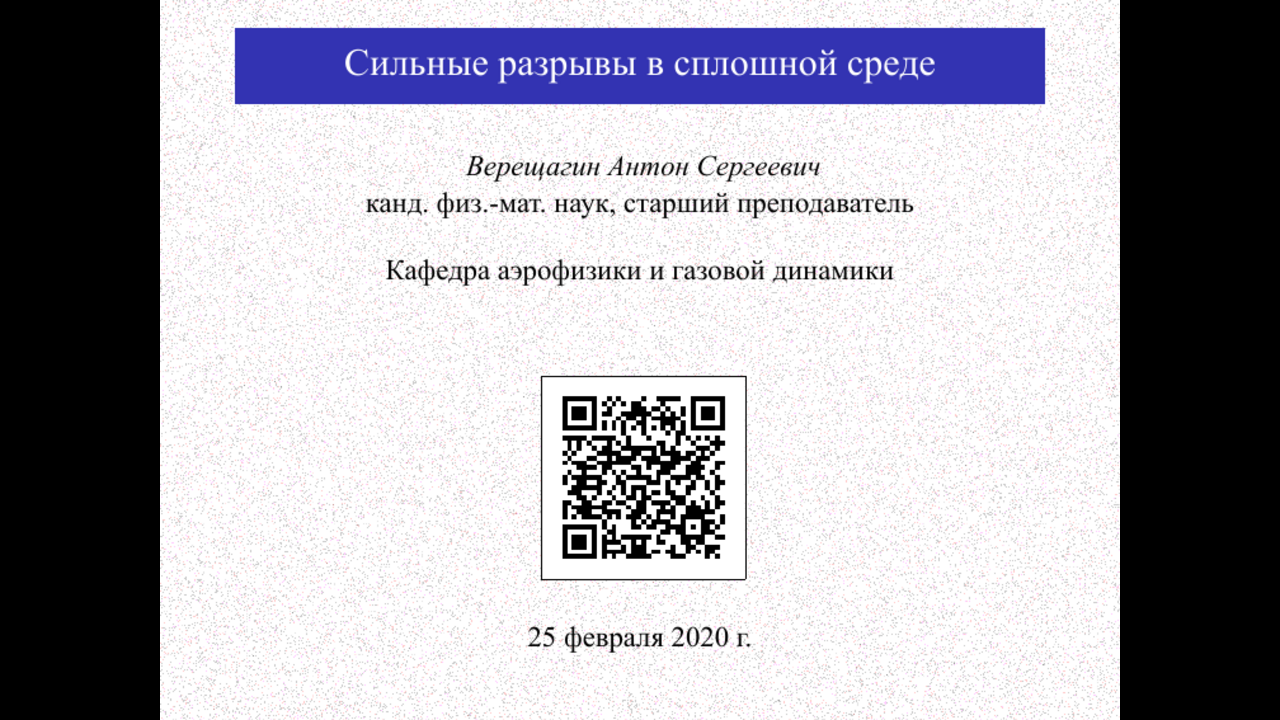 Сильные разрывы в сплошной среде
Верещагин Антон Сергеевич
канд. физ.-мат. наук, старший преподаватель
Кафедра аэрофизики и газовой динамики
25 февраля 2020 г.